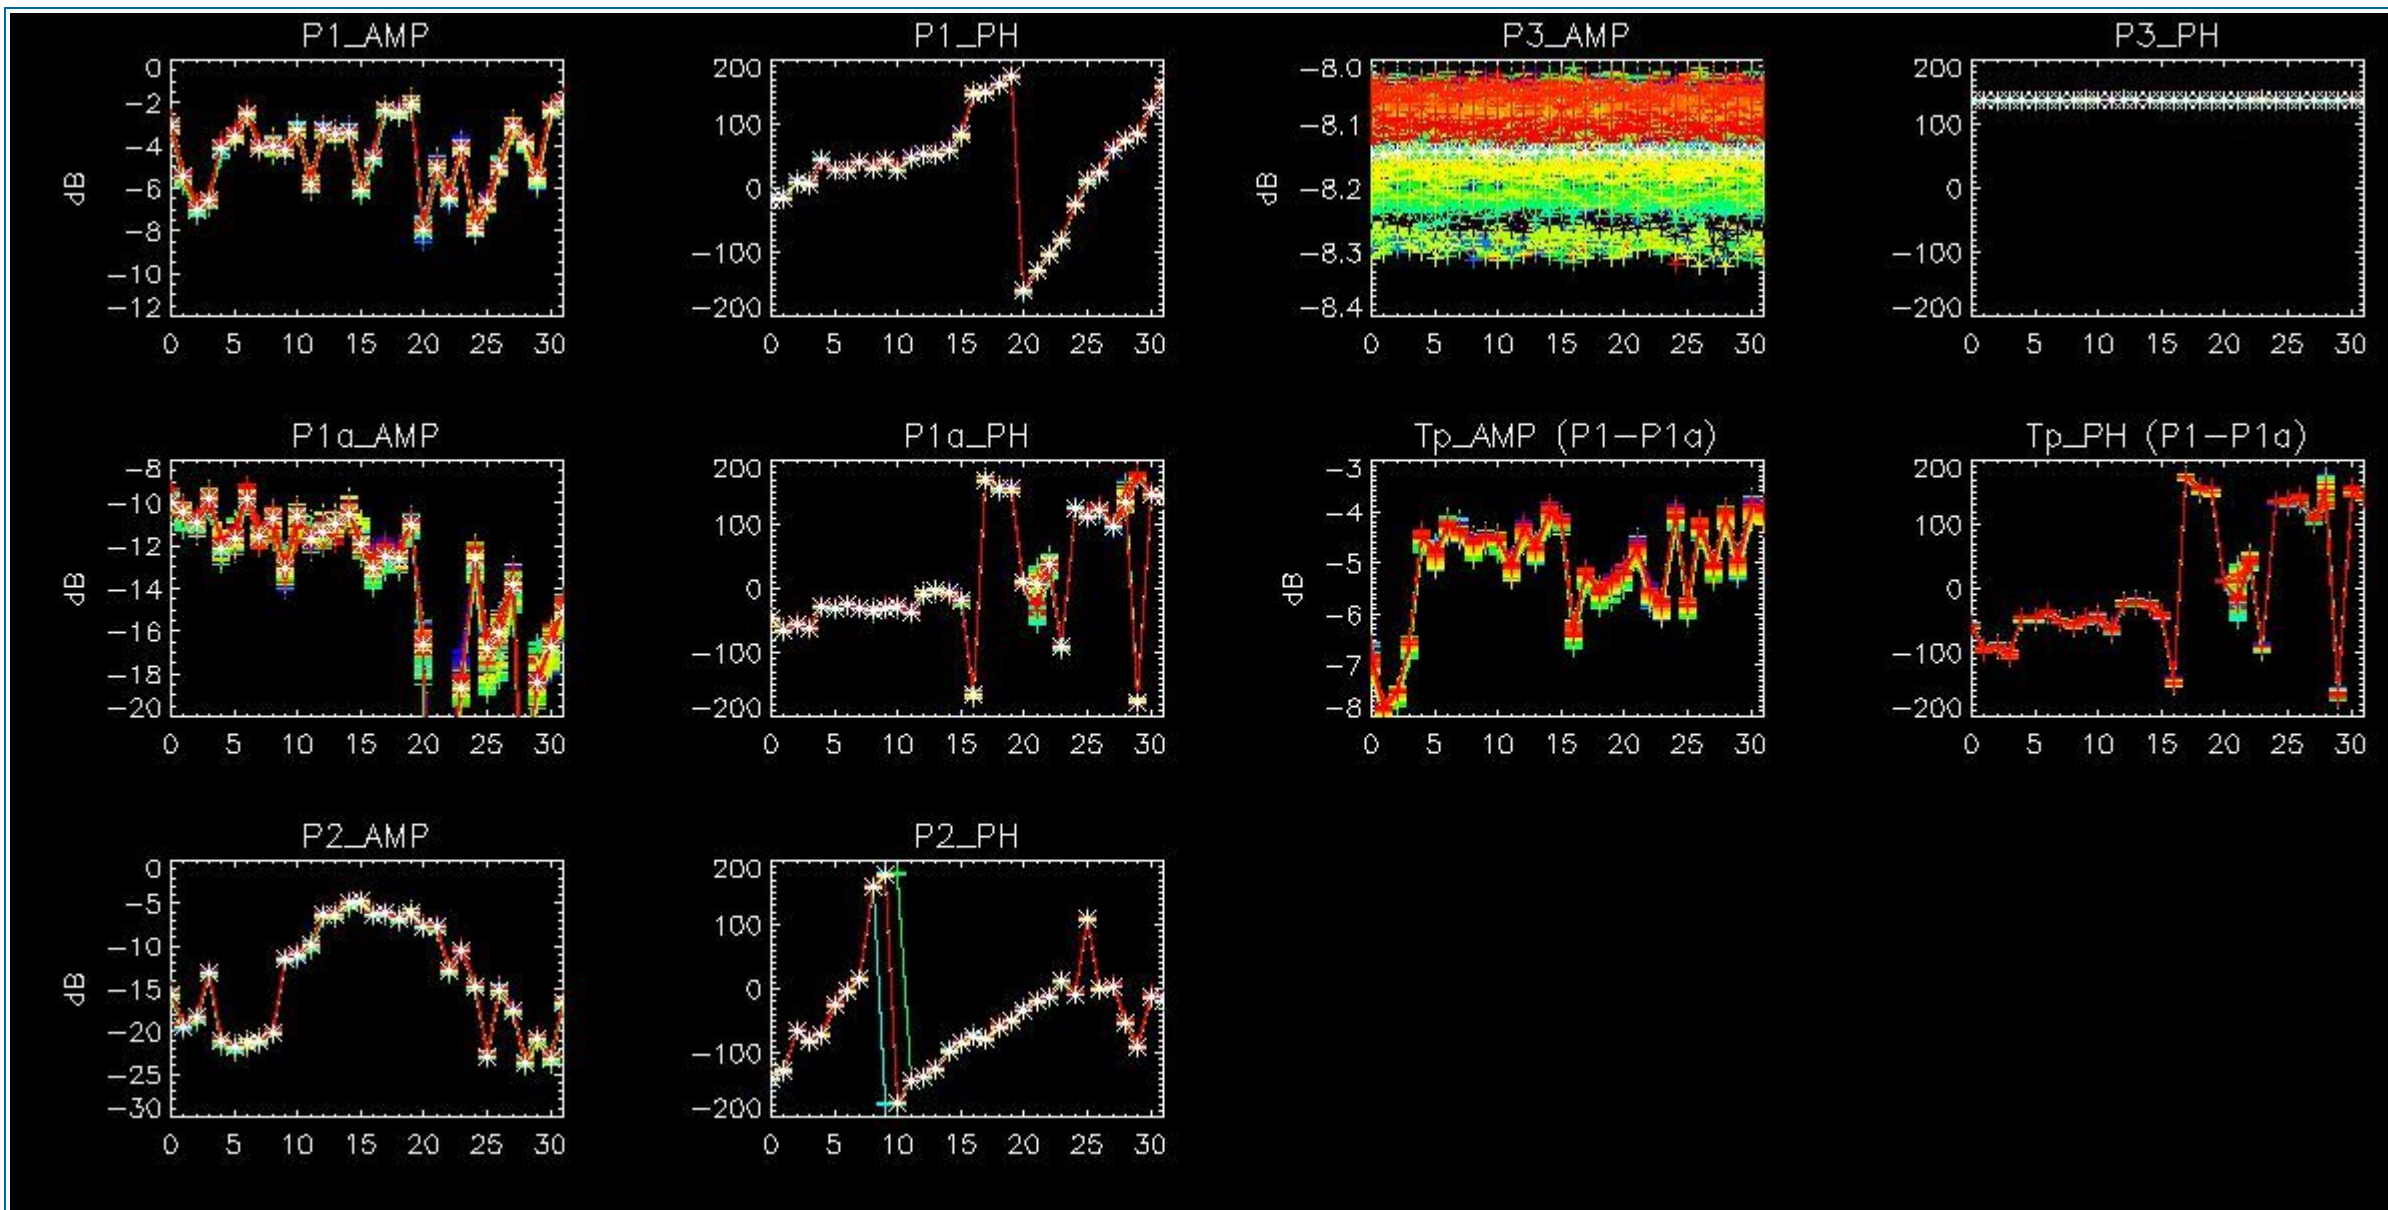 P1_AMP
0
−2
−4
−6
−8
−10
−12
dB
0 5 10 15 20 25 30
P1_PH
200
100
0
−100
−200
0 5 10 15 20 25 30
P3_AMP
−8.0
−8.1
−8.2
−8.3
−8.4
dB
0 5 10 15 20 25 30
P3_PH
200
100
0
−100
−200
0 5 10 15 20 25 30
P1a_AMP
−8
−10
−12
−14
−16
−18
−20
dB
0 5 10 15 20 25 30
P1a_PH
200
100
0
−100
−200
0 5 10 15 20 25 30
Tp_AMP (P1−P1a)
−3
−4
−5
−6
−7
−8
dB
0 5 10 15 20 25 30
Tp_PH (P1−P1a)
200
100
0
−100
−200
0 5 10 15 20 25 30
P2_AMP
0
−5
−10
−15
−20
−25
−30
dB
0 5 10 15 20 25 30
P2_PH
200
100
0
−100
−200
0 5 10 15 20 25 30